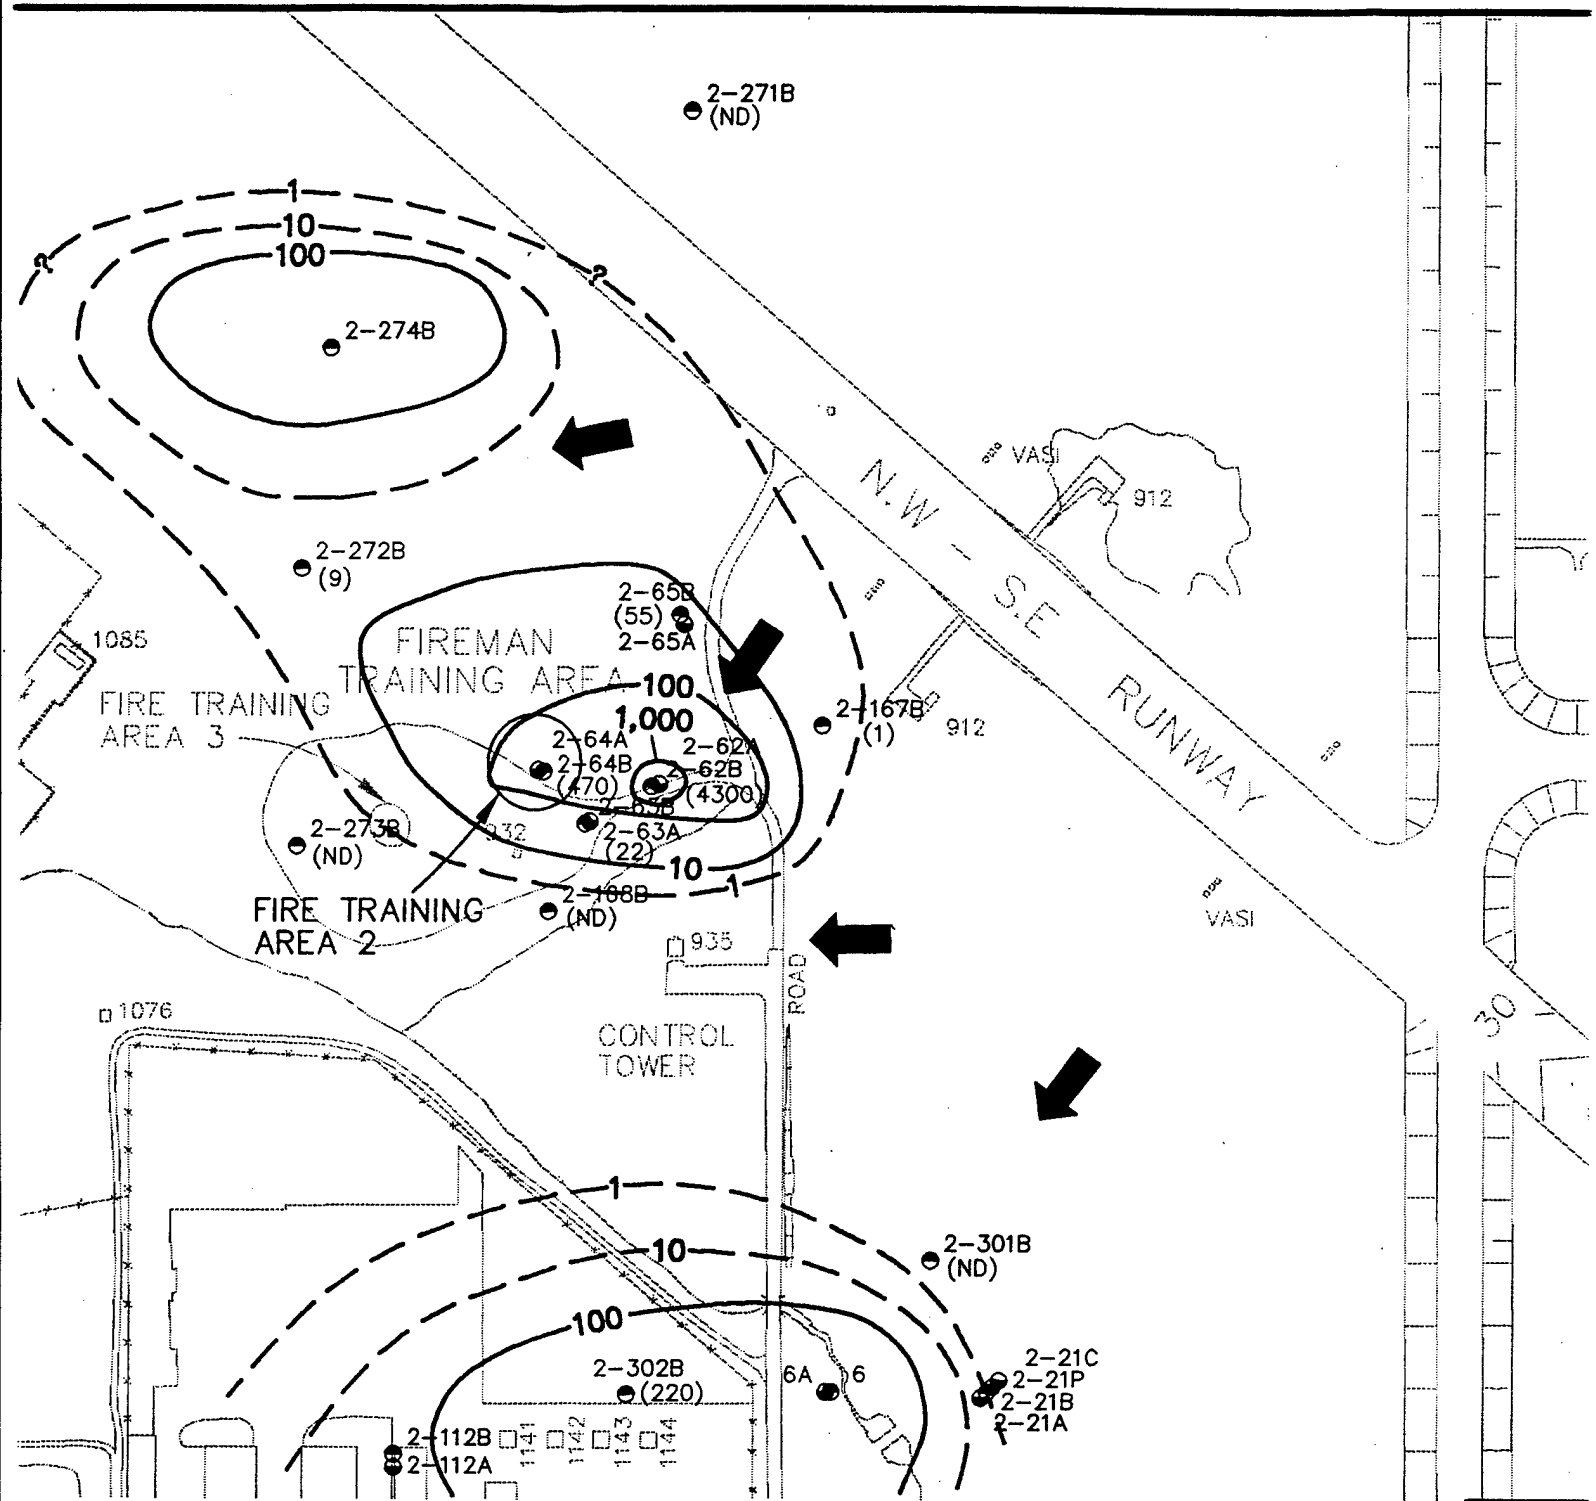 2-271B
(ND)
1
10
100
?
?
2-274B
N.W - S.E RUNWAY
VASI
912
2-272B
(9)
2-65B
(55)
2-65A
1085
FIREMAN
TRAINING AREA
FIRE TRAINING
AREA 3
100
1,000
2-167B
(1)
912
2-64A
2-64B
(470)
2-62A
2-62B
(4300)
2-63B
2-63A
(22)
932
2-273B
(ND)
10
1
2-188B
(ND)
FIRE TRAINING
AREA 2
VASI
935
ROAD
30
1076
CONTROL
TOWER
1
10
2-301B
(ND)
100
2-302B
(220)
6A
6
2-21C
2-21P
2-21B
2-21A
2-112B
2-112A
1141
1142
1143
1144